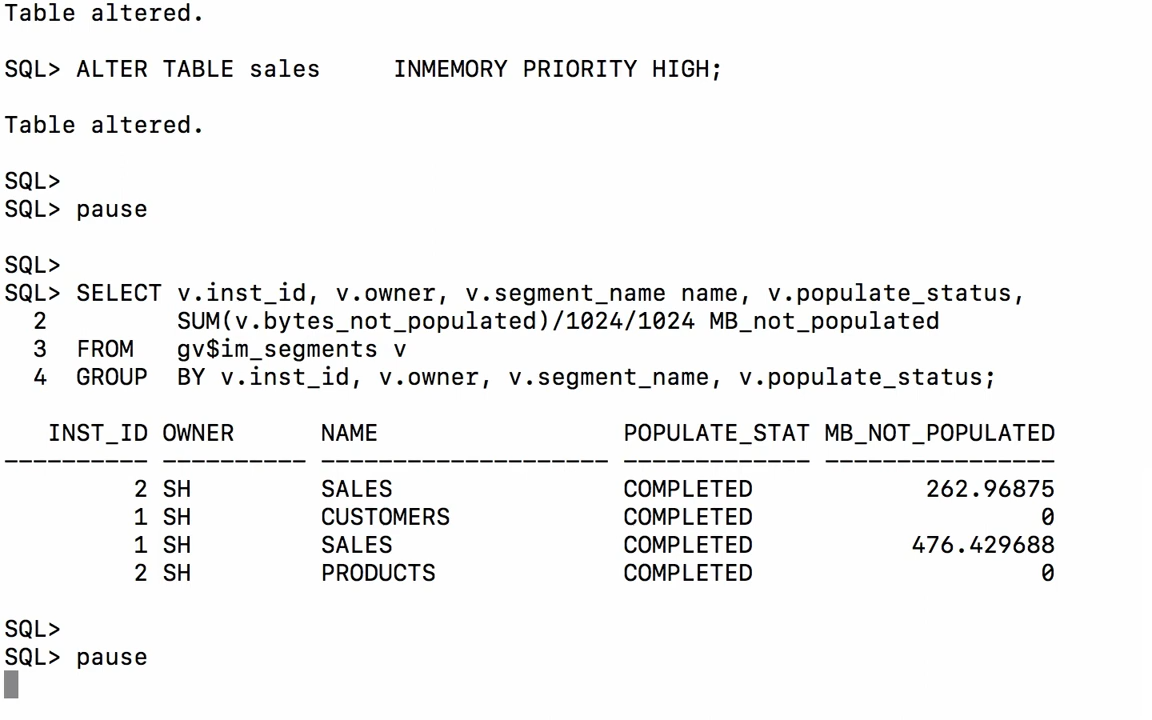 Table altered.
SQL> ALTER TABLE sales     INMEMORY PRIORITY HIGH;
Table altered.
SQL>
SQL> pause
SQL>
SQL> SELECT v.inst_id, v.owner, v.segment_name name, v.populate_status,
  2         SUM(v.bytes_not_populated)/1024/1024 MB_not_populated
  3  FROM   gv$im_segments v
  4  GROUP  BY v.inst_id, v.owner, v.segment_name, v.populate_status;
   INST_ID OWNER      NAME                 POPULATE_STAT MB_NOT_POPULATED
---------- ---------- -------------------- ------------- ----------------
         2 SH         SALES                COMPLETED            262.96875
         1 SH         CUSTOMERS            COMPLETED                    0
         1 SH         SALES                COMPLETED           476.429688
         2 SH         PRODUCTS             COMPLETED                    0
SQL>
SQL> pause